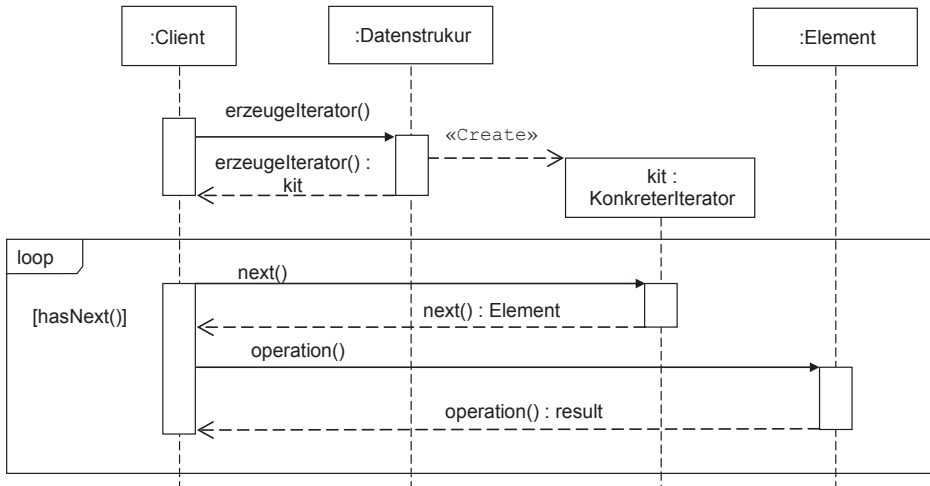 :Client
:Datenstrukur
:Element
erzeugeIterator()
«Create»
erzeugeIterator() :
kit
kit :
KonkreterIterator
loop
next()
[hasNext()]
next() : Element
operation()
operation() : result